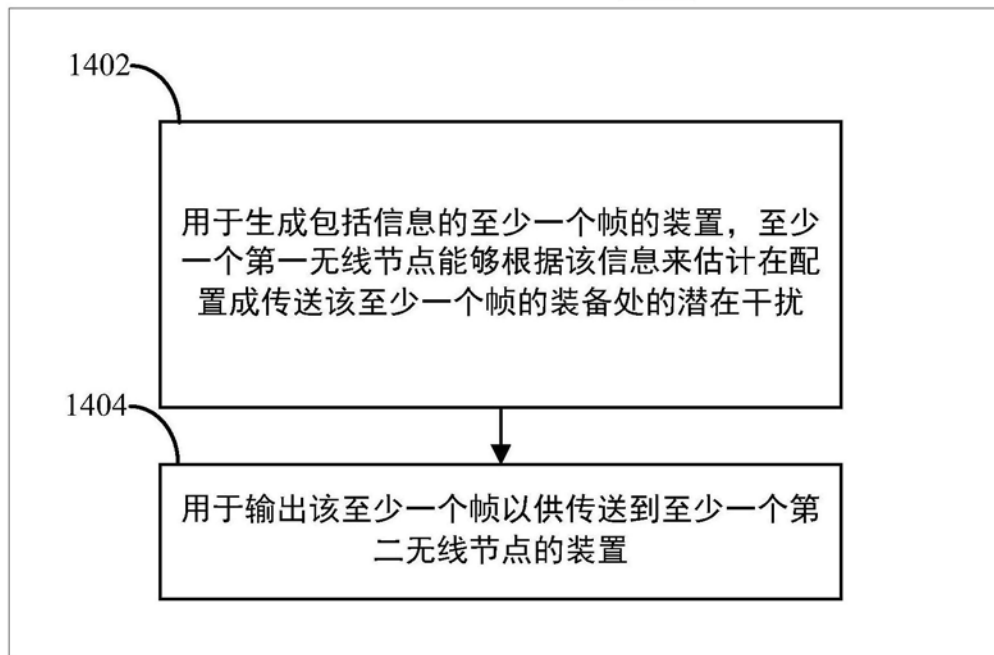 1402
用于生成包括信息的至少一个帧的装置，至少
一个第一无线节点能够根据该信息来估计在配
置成传送该至少一个帧的装备处的潜在干扰
1404
用于输出该至少一个帧以供传送到至少一个第
二无线节点的装置